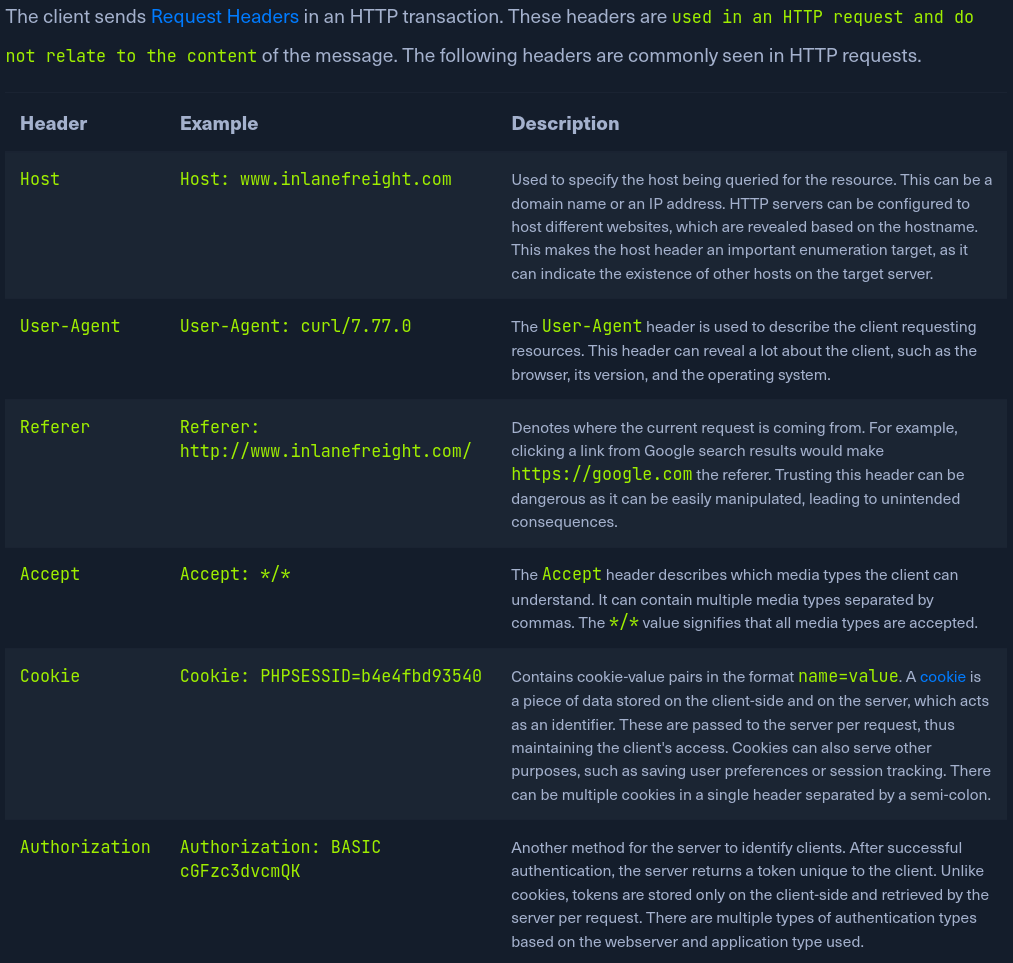 The client sends Request Headers in an HTTP transaction. These headers are used in an HTTP request and do
not relate to the content of the message. The following headers are commonly seen in HTTP requests.
Header Example Description
Host Host: www.inlanefreight.com Used to specify the host being queried for the resource. This can be a
domain name or an IP address. HTTP servers can be configured to
host different websites, which are revealed based on the hostname.
This makes the host header an important enumeration target, as it
can indicate the existence of other hosts on the target server.
User-Agent User-Agent: curl/7.77.0 The User-Agent header is used to describe the client requesting
resources. This header can reveal a lot about the client, such as the
browser, its version, and the operating system.
Referer Referer: Denotes where the current request is coming from. For example,
http://www.inlanefreight.com/ clicking a link from Google search results would make
https://google.com the referer. Trusting this header can be
dangerous as it can be easily manipulated, leading to unintended
consequences.
Accept Accept: */* The Accept header describes which media types the client can
understand. It can contain multiple media types separated by
commas. The */* value signifies that all media types are accepted.
Cookie Cookie: PHPSESSID=b4e4fbd93540 Contains cookie-value pairs in the format name=value. A cookie is
a piece of data stored on the client-side and on the server, which acts
as an identifier. These are passed to the server per request, thus
maintaining the client's access. Cookies can also serve other
purposes, such as saving user preferences or session tracking. There
can be multiple cookies in a single header separated by a semi-colon.
Authorization Authorization: BASIC Another method for the server to identify clients. After successful
cGFzc3dvcmQK authentication, the server returns a token unique to the client. Unlike
cookies, tokens are stored only on the client-side and retrieved by the
server per request. There are multiple types of authentication types
based on the webserver and application type used.